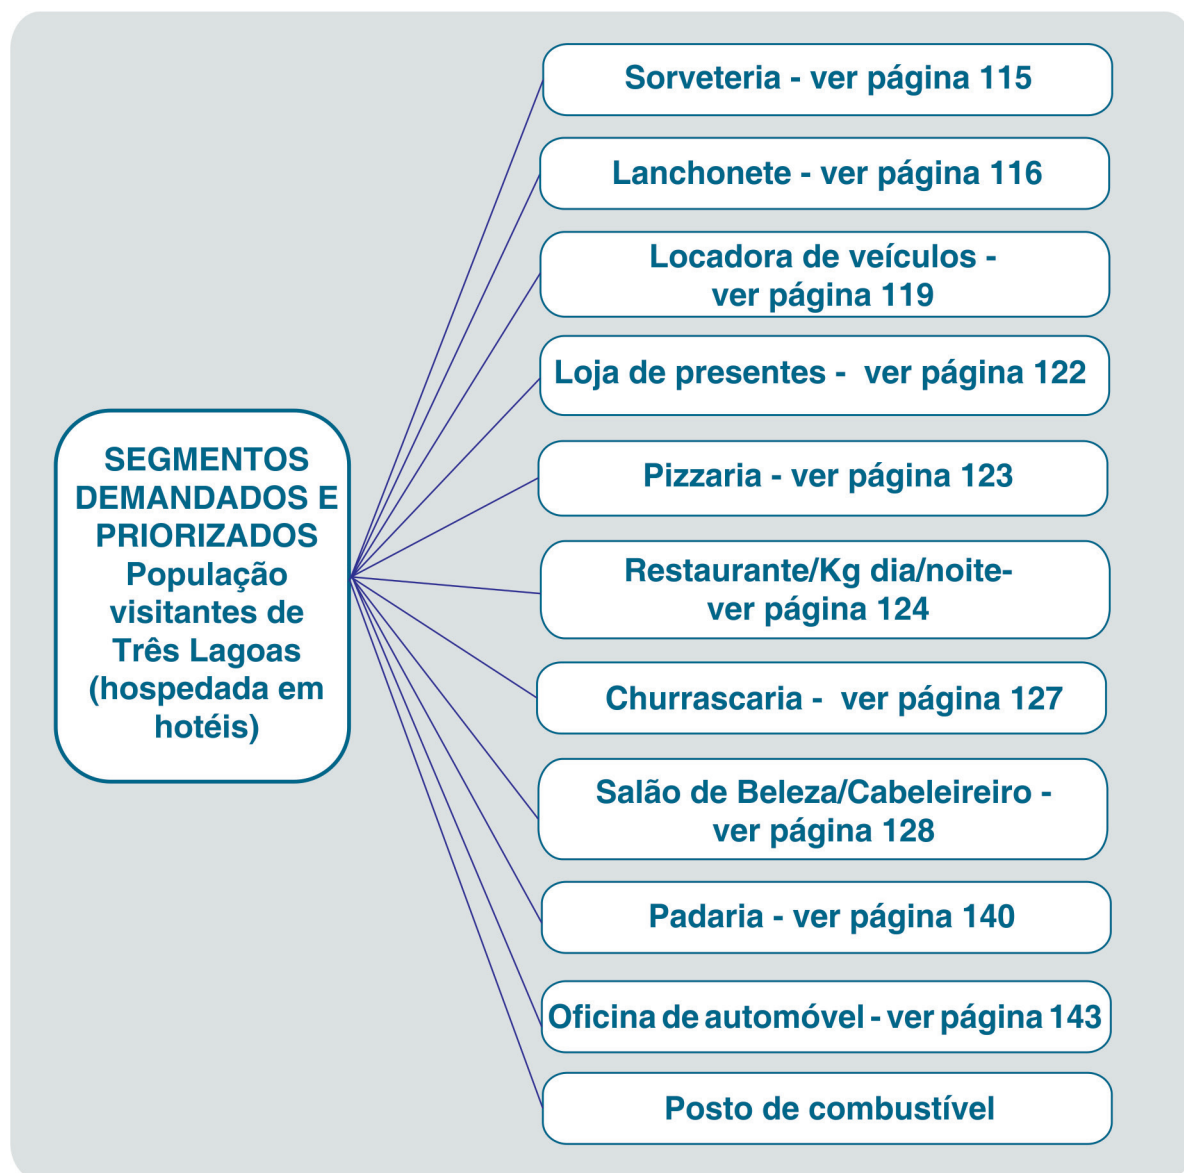 SEGMENTOS
DEMANDADOS E
PRIORIZADOS
População
visitantes de
Três Lagoas
(hospedada em
hotéis)
Sorveteria - ver página 115
Lanchonete - ver página 116
Locadora de veículos -
ver página 119
Loja de presentes -  ver página 122
Pizzaria - ver página 123
Restaurante/Kg dia/noite-
ver página 124
Churrascaria -  ver página 127
Salão de Beleza/Cabeleireiro -
ver página 128
Padaria - ver página 140
Oficina de automóvel - ver página 143
Posto de combustível